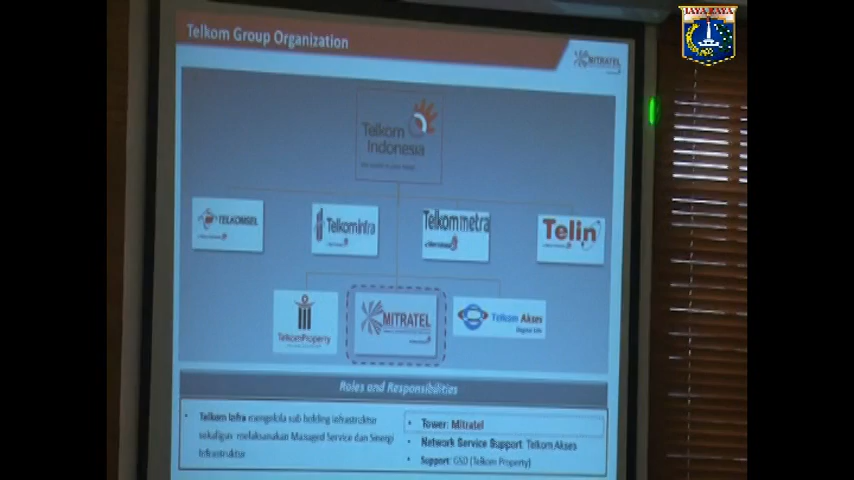 JAYA RAYA
Telkom Group Organization
MITRATEL
Telkom
Indonesia
TELKOMSEL
Telkominfra
Telkommetra
Telin
TelkomProperty
MITRATEL
Telkom Akses
Roles and Responsibilities
• Telkom Infra mengelola sub holding infrastruktur
sekaligus melaksanakan Managed Service dan Sinergi
Infrastruktur
• Tower: Mitratel
• Network Service Support: Telkom Akses
• Support: GSD (Telkom Property)